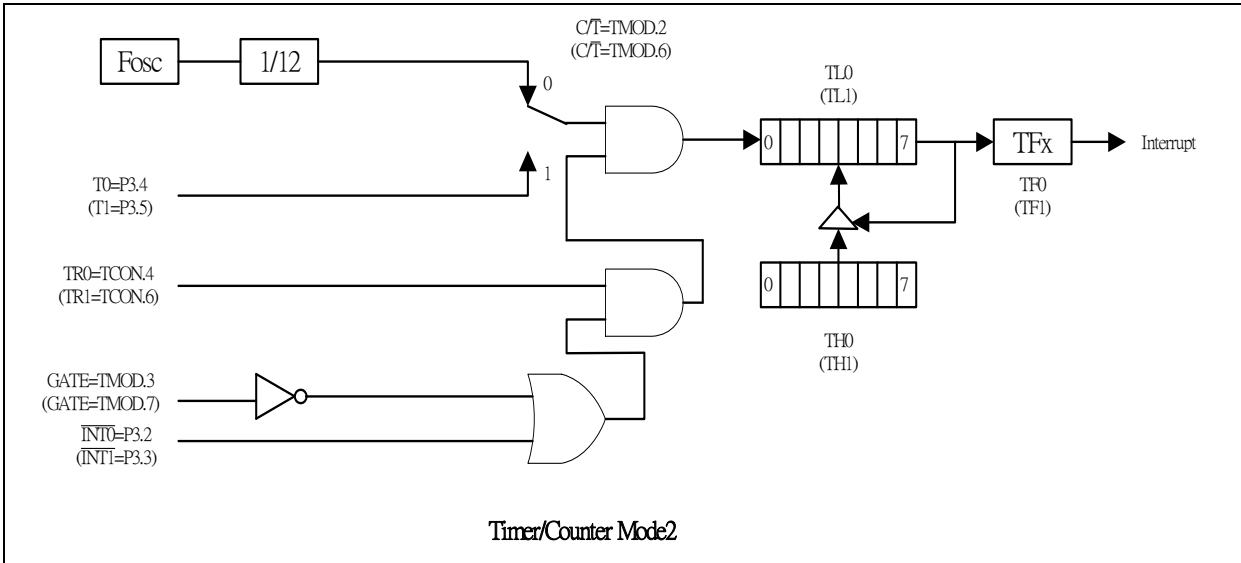 C/T̅=TMOD.2
(C/T̅=TMOD.6)
Fosc
1/12
0
1
TL0
(TL1)
0
7
TFx
Interrupt
TF0
(TF1)
T0=P3.4
(T1=P3.5)
TR0=TCON.4
(TR1=TCON.6)
0
7
TH0
(TH1)
GATE=TMOD.3
(GATE=TMOD.7)
I̅N̅T̅0̅=P3.2
(I̅N̅T̅1̅=P3.3)
Timer/Counter Mode2